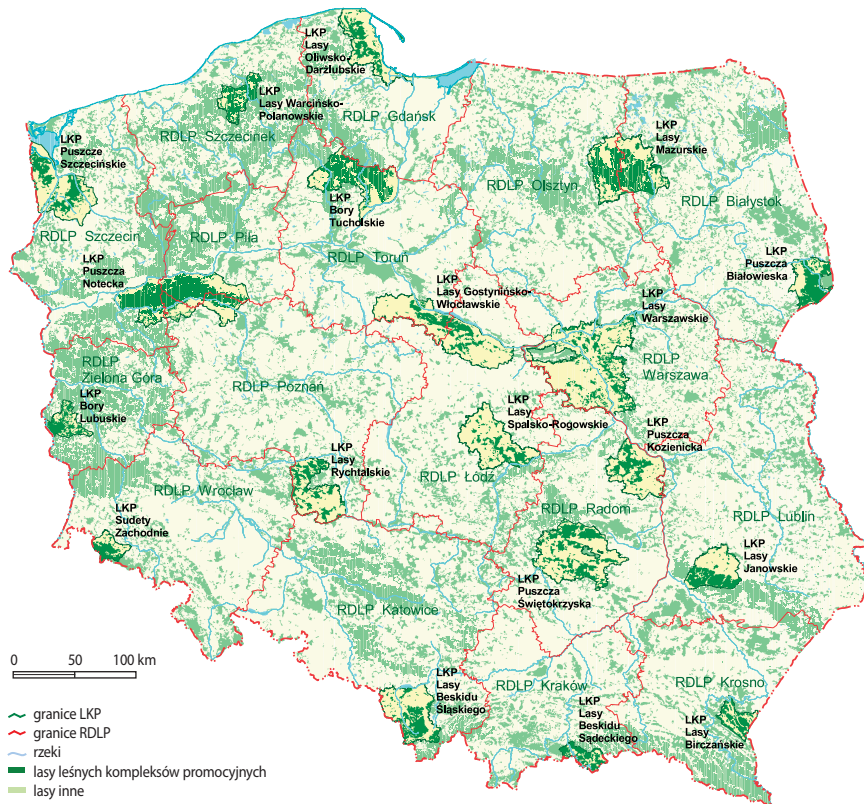 LKP
Lasy
Oliwsko-
Darżlubskie
LKP
Lasy Warcińsko-
Polanowskie
RDLP Gdańsk
RDLP Szczecinek
LKP
Puszcze
Szczecińskie
LKP
Lasy
Mazurskie
LKP
Bory
Tucholskie
RDLP Olsztyn
RDLP Białystok
RDLP Szczecin
RDLP Piła
RDLP Toruń
LKP
Puszcza
Notecka
LKP
Puszcza
Białowieska
LKP
Lasy Gostynińsko-
Włocławskie
LKP
Lasy
Warszawskie
RDLP
Zielona Góra
RDLP
Warszawa
RDLP Poznań
LKP
Bory
Lubuskie
LKP
Lasy
Spalsko-Rogowskie
LKP
Puszcza
Kozienicka
LKP
Lasy
Rychtalskie
RDLP Łódź
RDLP Wrocław
RDLP Radom
RDLP Lublin
LKP
Sudety
Zachodnie
LKP
Lasy
Janowskie
LKP
Puszcza
Świętokrzyska
RDLP Katowice
LKP
Lasy
Beskidu
Śląskiego
RDLP Kraków
RDLP Krosno
LKP
Lasy
Beskidu
Sądeckiego
LKP
Lasy
Birczańskie
0 50 100 km
granice LKP
granice RDLP
rzeki
lasy leśnych kompleksów promocyjnych
lasy inne